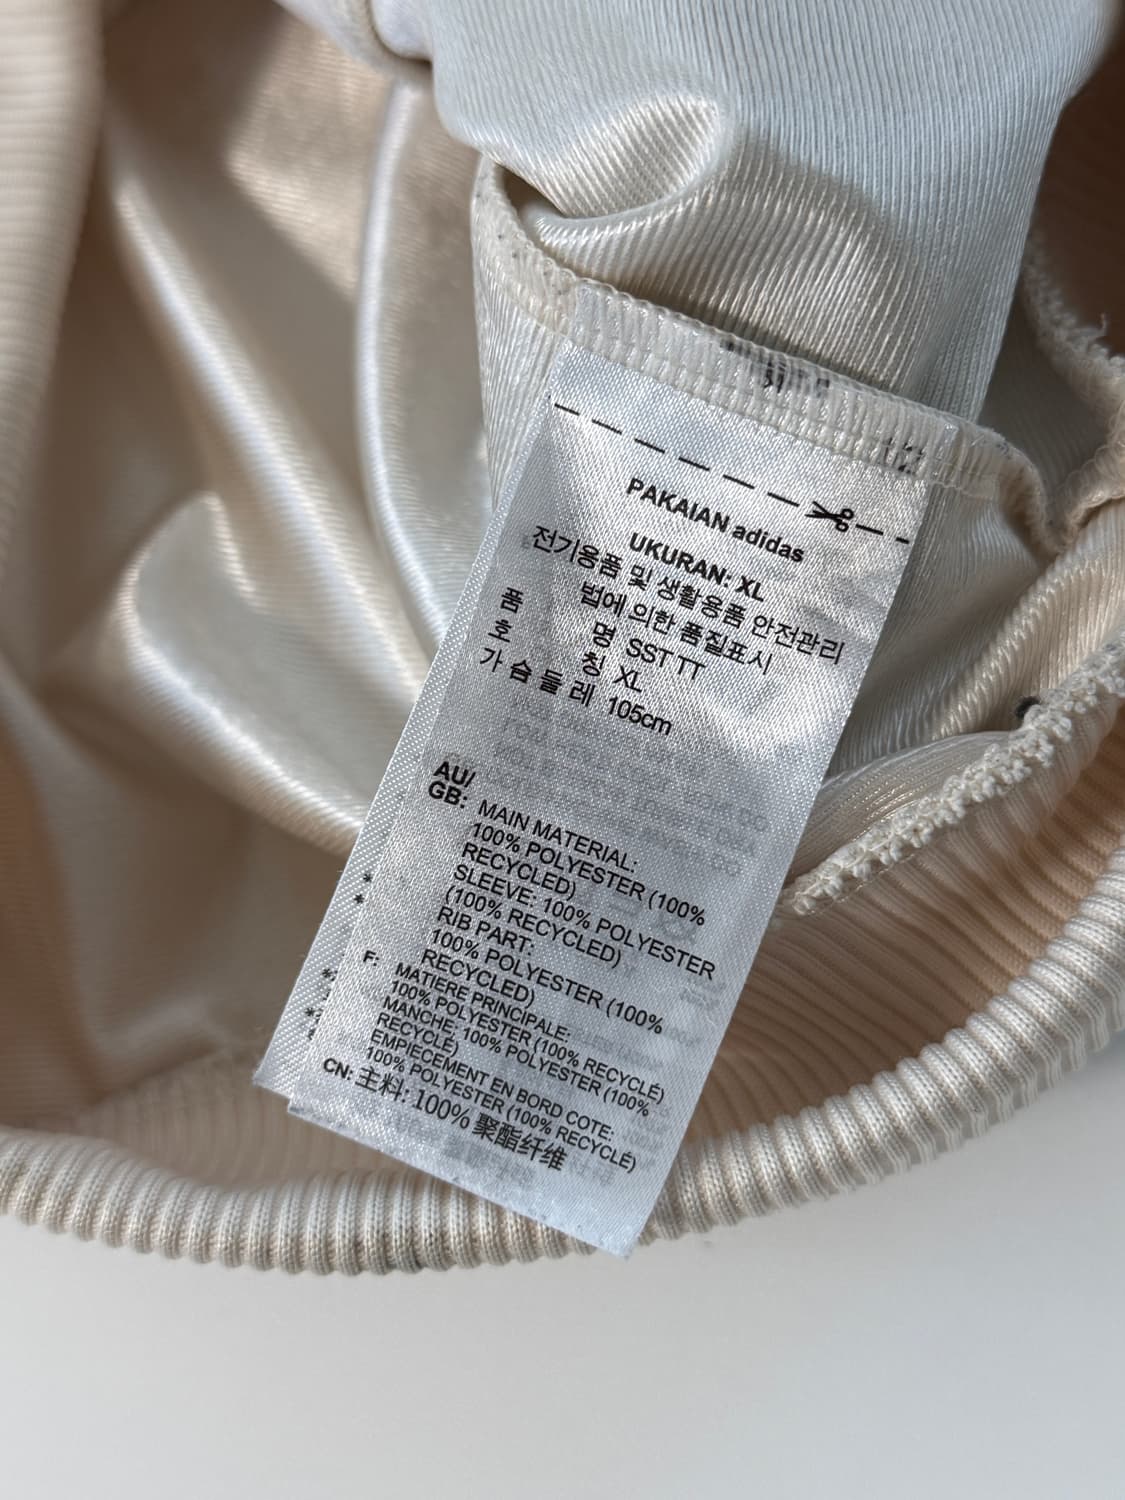 PAKAIAN adidas
UKURAN: XL
전기용품 및 생활용품 안전관리
법에 의한 품질표시
품 명 SST TT
호 칭 XL
가 슴 둘 레 105cm
AU/
GB: MAIN MATERIAL:
100% POLYESTER (100%
RECYCLED)
SLEEVE: 100% POLYESTER
(100% RECYCLED)
RIB PART:
100% POLYESTER (100%
RECYCLED)
F: MATIERE PRINCIPALE:
100% POLYESTER (100% RECYCLÉ)
MANCHE: 100% POLYESTER (100%
RECYCLÉ)
EMPIECEMENT EN BORD COTE:
100% POLYESTER (100% RECYCLÉ)
CN: 主料: 100% 聚酯纤维